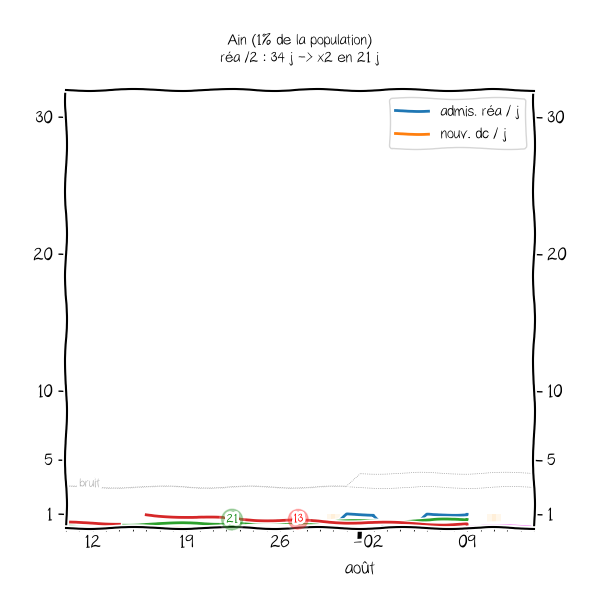 Ain (1% de la population)
réa /2 : 34 j -> x2 en 21 j
admis. réa / j
nouv. dc / j
30 30
20 20
10 10
5 5
bruit
1 21 13 1
12 19 26 02 09
août